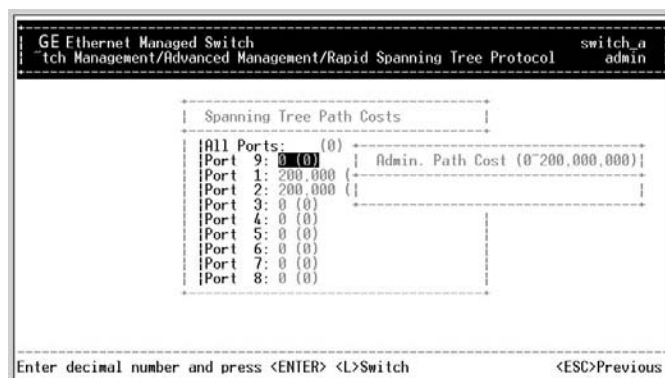 GE Ethernet Managed Switch switch_a
~tch Management/Advanced Management/Rapid Spanning Tree Protocol admin
Spanning Tree Path Costs
All Ports: (0)
Port 9: 0 (0) Admin. Path Cost (0~200,000,000)
Port 1: 200,000 (
Port 2: 200,000 (
Port 3: 0 (0)
Port 4: 0 (0)
Port 5: 0 (0)
Port 6: 0 (0)
Port 7: 0 (0)
Port 8: 0 (0)
Enter decimal number and press <ENTER> <L>Switch <ESC>Previous